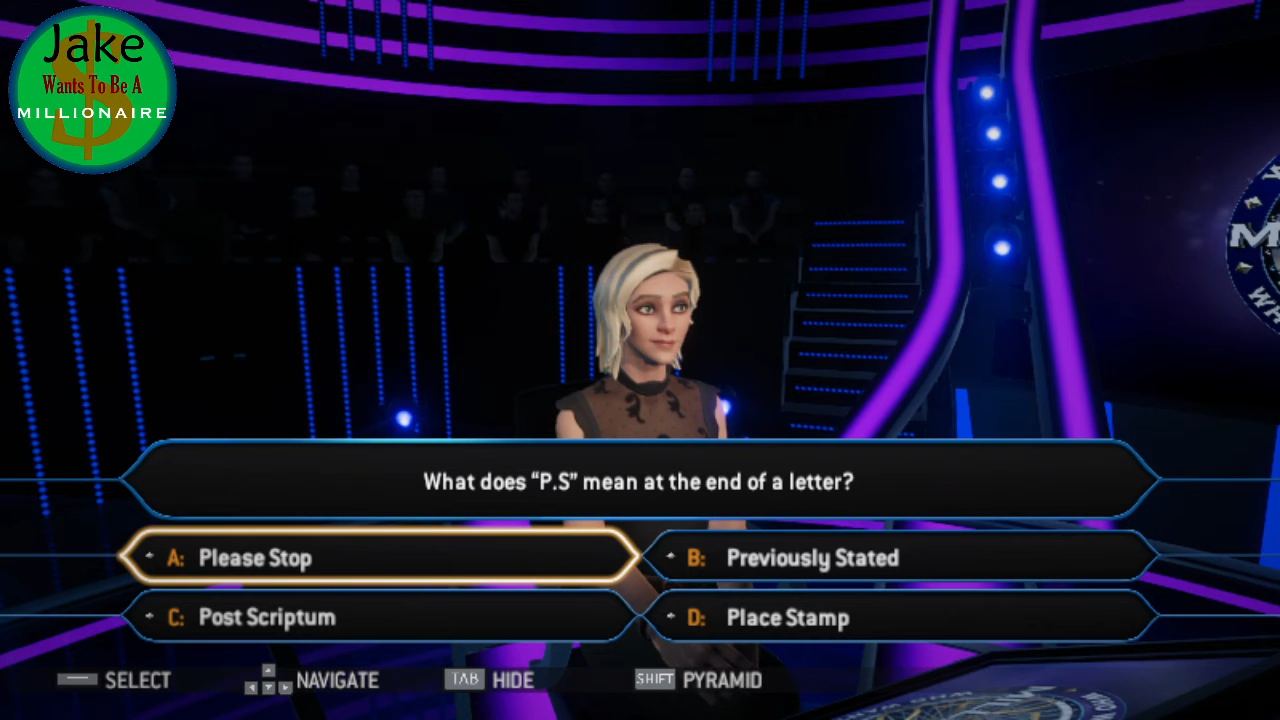 Jake
Wants To Be A
MILLIONAIRE
What does “P.S” mean at the end of a letter?
A: Please Stop
B: Previously Stated
C: Post Scriptum
D: Place Stamp
SELECT
NAVIGATE
TAB HIDE
SHIFT PYRAMID